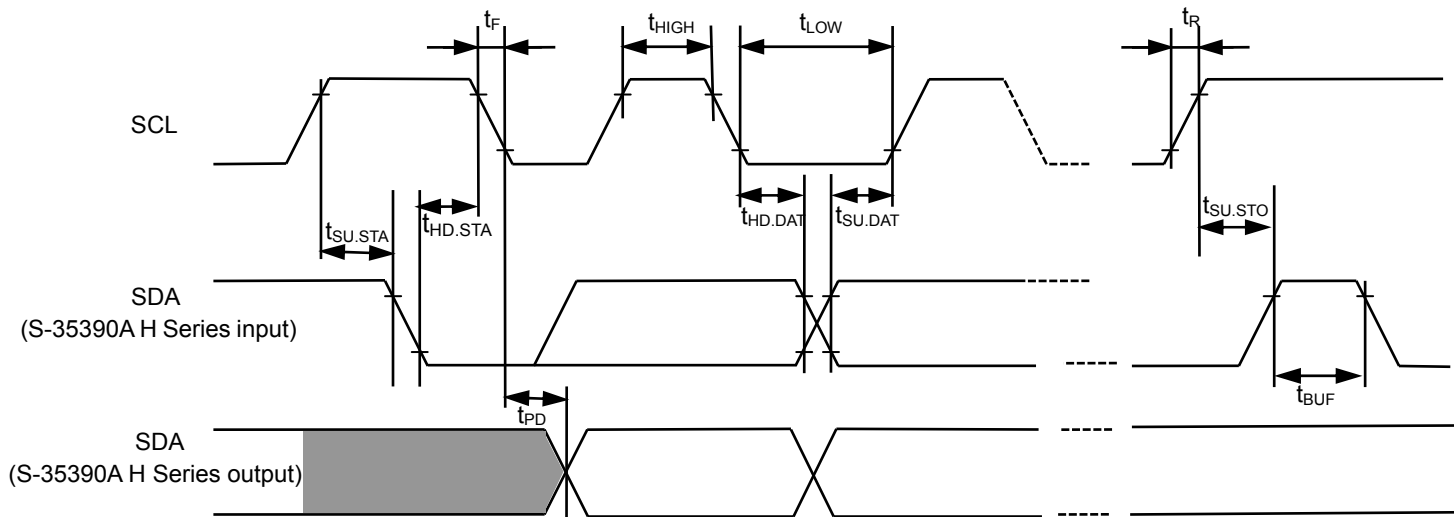 tF
tHIGH
tLOW
tR
SCL
tSU.STA
tHD.STA
tHD.DAT
tSU.DAT
tSU.STO
SDA
(S-35390A H Series input)
tPD
tBUF
SDA
(S-35390A H Series output)